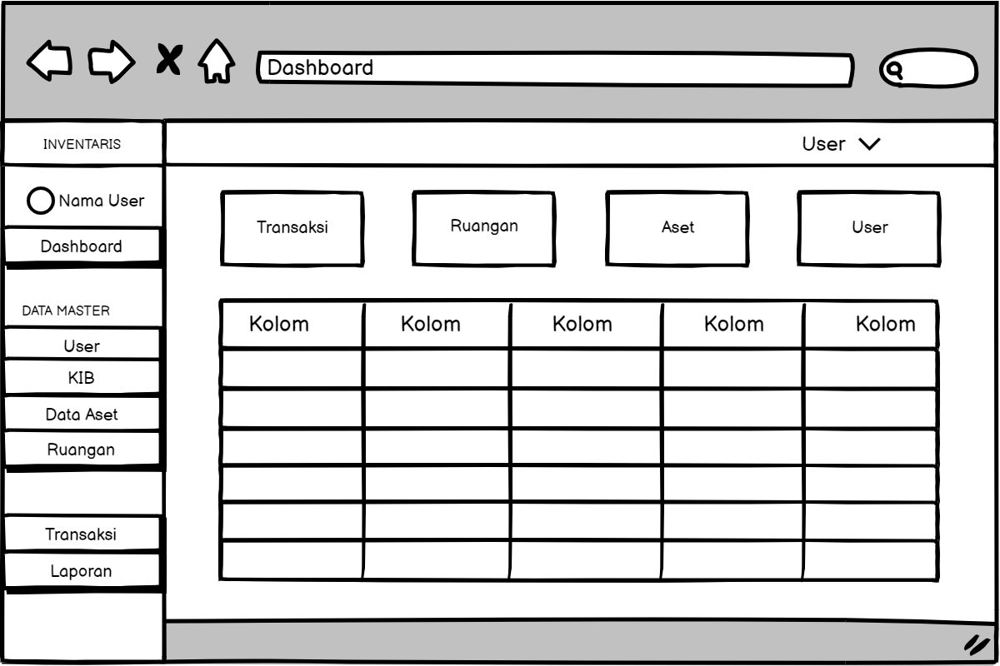 Dashboard
INVENTARIS
User
Nama User
Dashboard
DATA MASTER
User
KIB
Data Aset
Ruangan
Transaksi
Laporan
Transaksi
Ruangan
Aset
User
Kolom Kolom Kolom Kolom Kolom